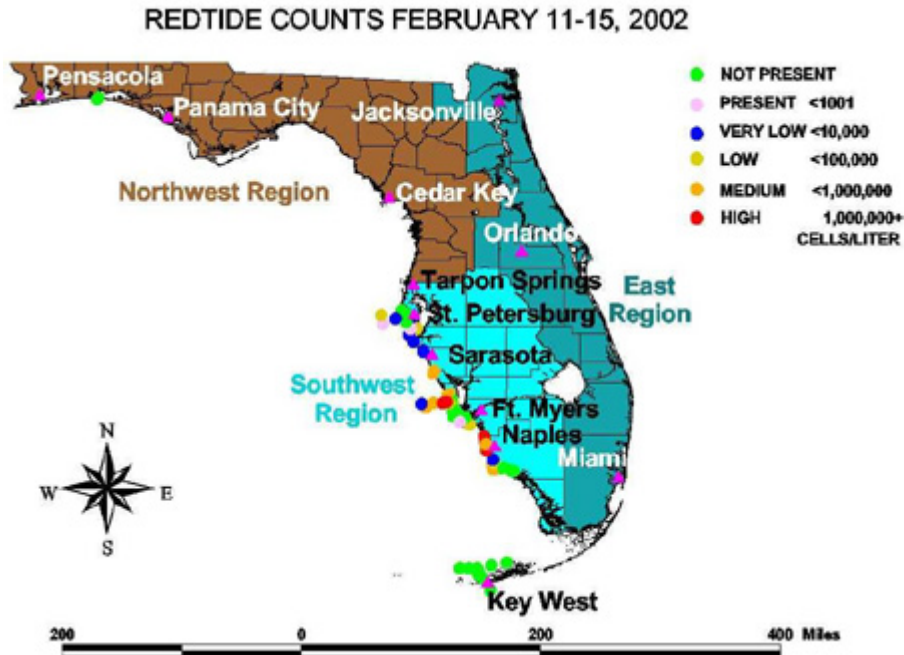 REDTIDE COUNTS FEBRUARY 11-15, 2002
Pensacola
Panama City
Jacksonville
NOT PRESENT
PRESENT <1001
VERY LOW <10,000
LOW <100,000
MEDIUM <1,000,000
HIGH 1,000,000+
CELLS/LITER
Northwest Region
Cedar Key
Orlando
Tarpon Springs
East
Region
St. Petersburg
Sarasota
Southwest
Region
Ft. Myers
Naples
Miami
N
W E
S
Key West
200 0 200 400 Miles